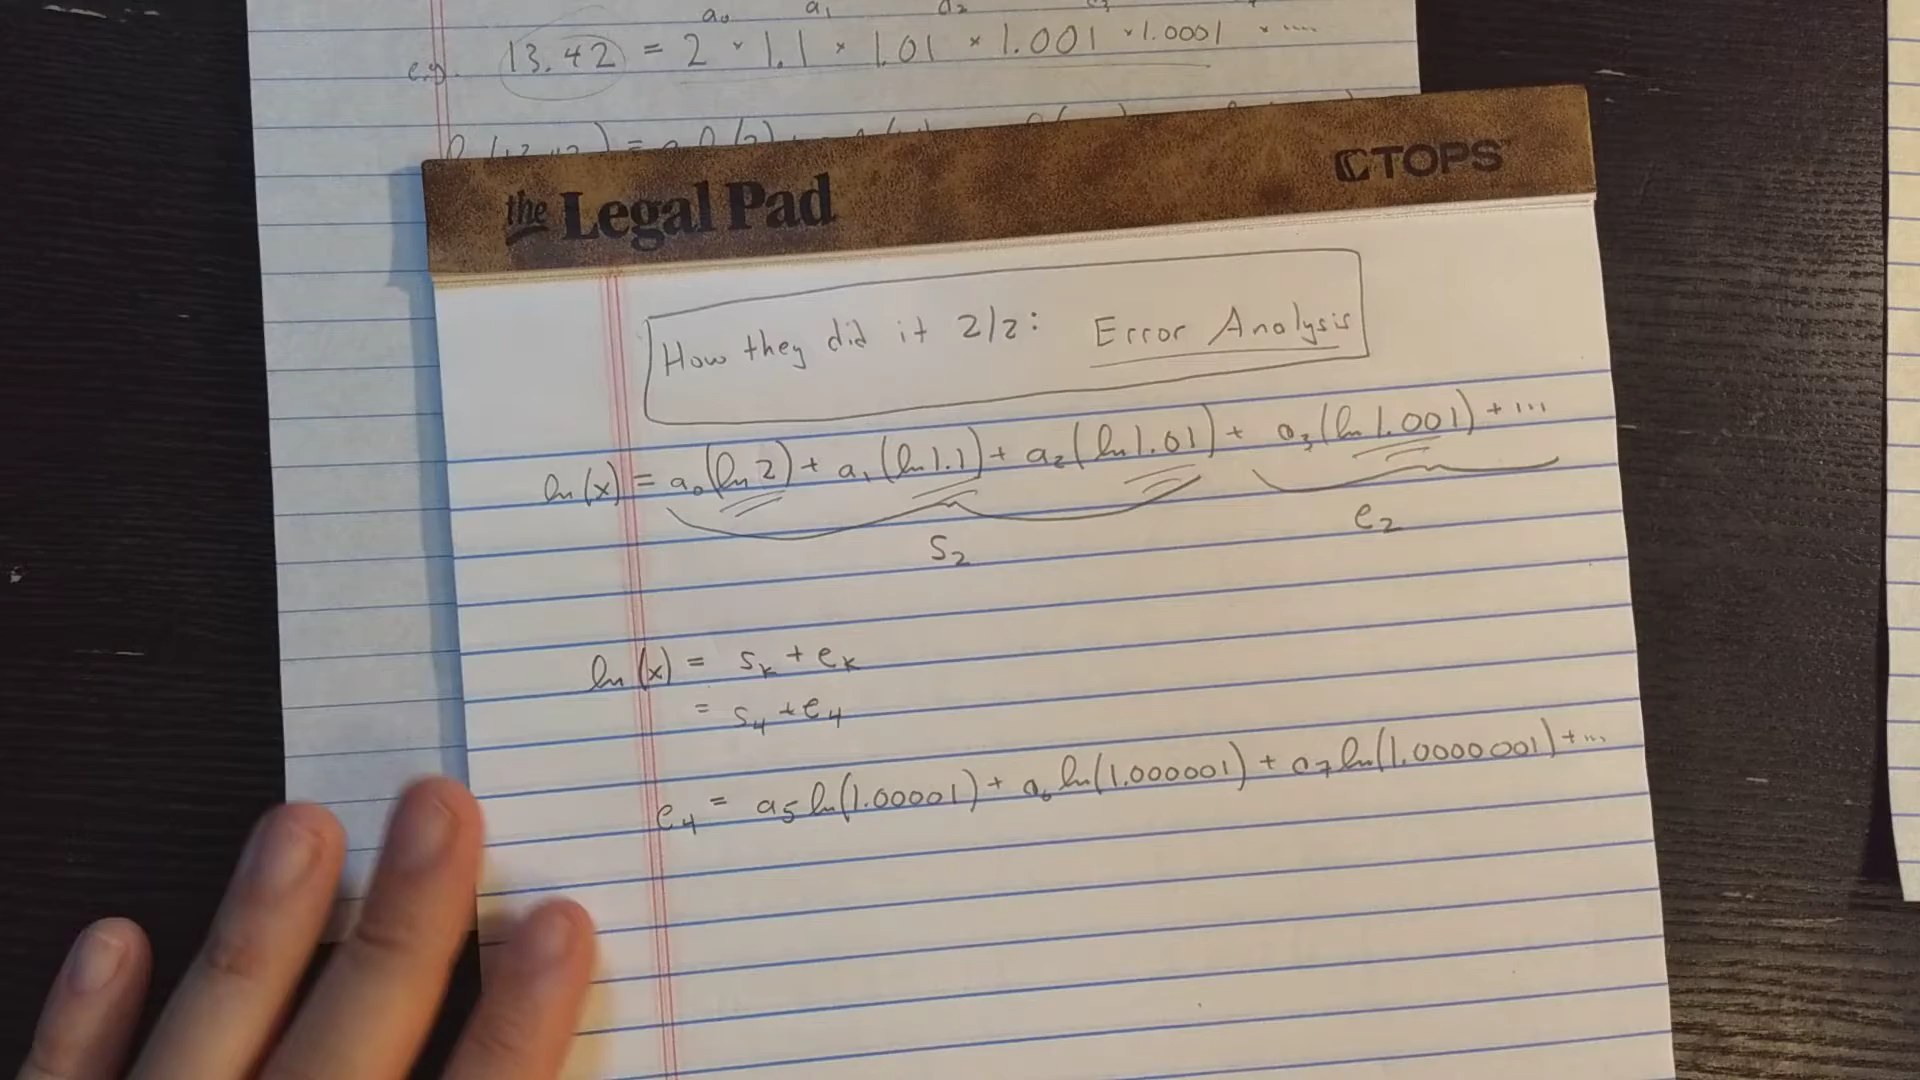 a₀ a₁ a₂
e.g. 13.42 = 2 × 1.1 × 1.01 × 1.001 × 1.0001 × ....
the Legal Pad TOPS
How they did it 2/2: Error Analysis
ln(x) = a₀(ln 2) + a₁(ln 1.1) + a₂(ln 1.01) + a₃(ln 1.001) + ...
S₂ e₂
ln(x) = Sₖ + eₖ
= S₄ + e₄
e₄ = a₅ ln(1.00001) + a₆ ln(1.000001) + a₇ ln(1.0000001) + ...